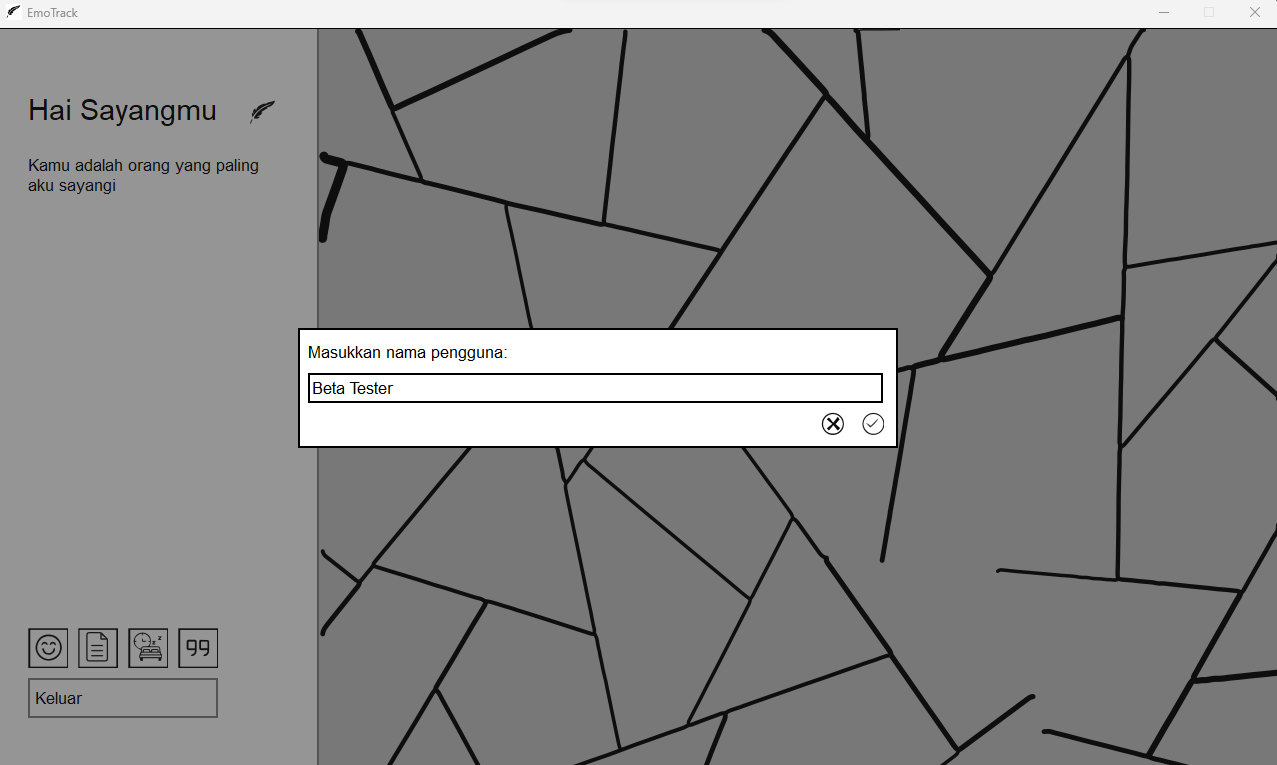 EmoTrack
Hai Sayangmu
Kamu adalah orang yang paling
aku sayangi
Masukkan nama pengguna:
Beta Tester
Keluar